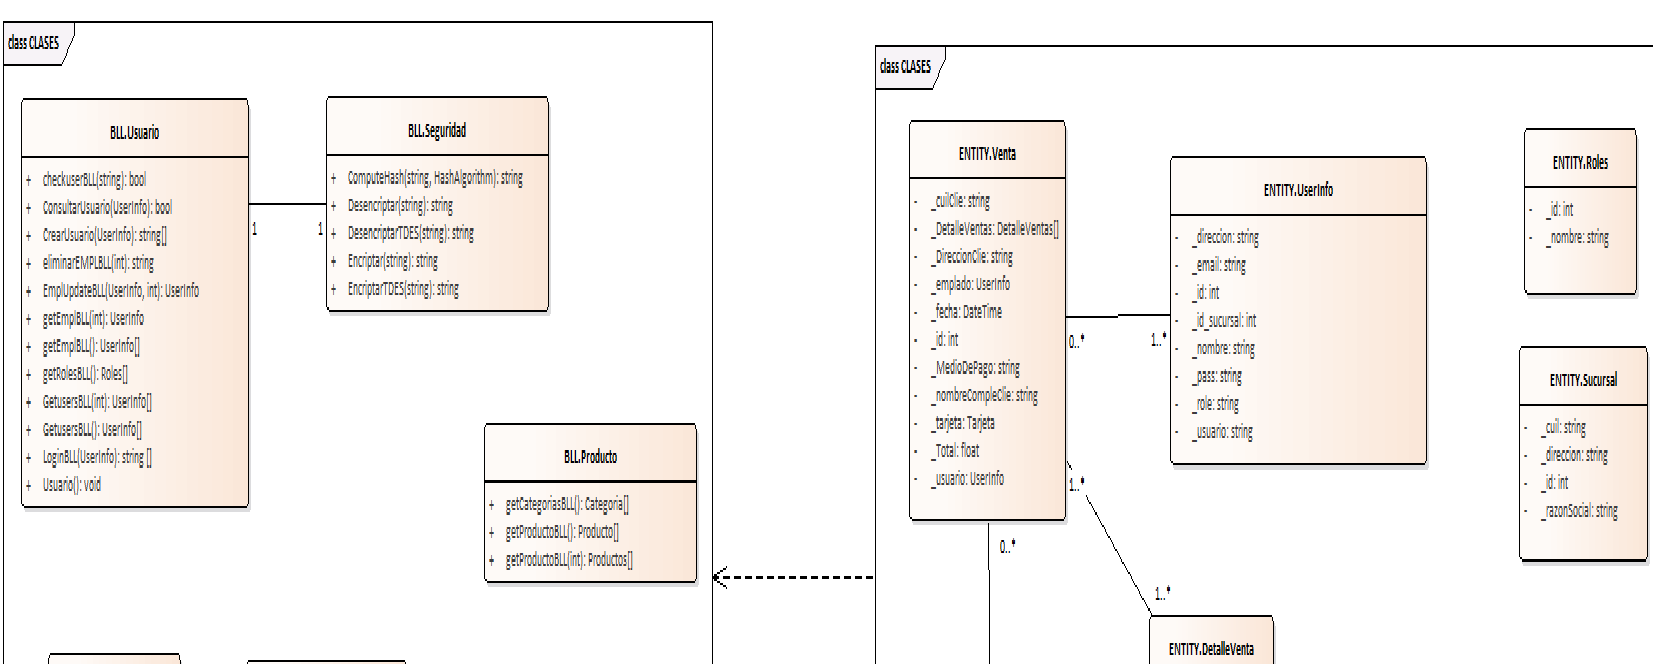 class CLASES
BLL.Usuario
+ checkuserBLL(string): bool
+ ConsultarUsuario(UserInfo): bool
+ CrearUsuario(UserInfo): string[]
+ eliminarEMPLBLL(int): string
+ EmplUpdateBLL(UserInfo, int): UserInfo
+ getEmplBLL(int): UserInfo
+ getEmplBLL(): UserInfo[]
+ getRolesBLL(): Roles[]
+ GetusersBLL(int): UserInfo[]
+ GetusersBLL(): UserInfo[]
+ LoginBLL(UserInfo): string []
+ Usuario(): void
1
1
BLL.Seguridad
+ ComputeHash(string, HashAlgorithm): string
+ Desencriptar(string): string
+ DesencriptarTDES(string): string
+ Encriptar(string): string
+ EncriptarTDES(string): string
BLL.Producto
+ getCategoriasBLL(): Categoria[]
+ getProductoBLL(): Producto[]
+ getProductoBLL(int): Productos[]
class CLASES
ENTITY.Venta
- _cuilClie: string
- _DetalleVentas: DetalleVentas[]
- _DireccionClie: string
- _emplado: UserInfo
- _fecha: DateTime
- _id: int
- _MedioDePago: string
- _nombreCompleClie: string
- _tarjeta: Tarjeta
- _Total: float
- _usuario: UserInfo
0..*
1..*
1..*
0..*
1..*
ENTITY.UserInfo
- _direccion: string
- _email: string
- _id: int
- _id_sucursal: int
- _nombre: string
- _pass: string
- _role: string
- _usuario: string
ENTITY.Roles
- _id: int
- _nombre: string
ENTITY.Sucursal
- _cuil: string
- _direccion: string
- _id: int
- _razonSocial: string
ENTITY.DetalleVenta